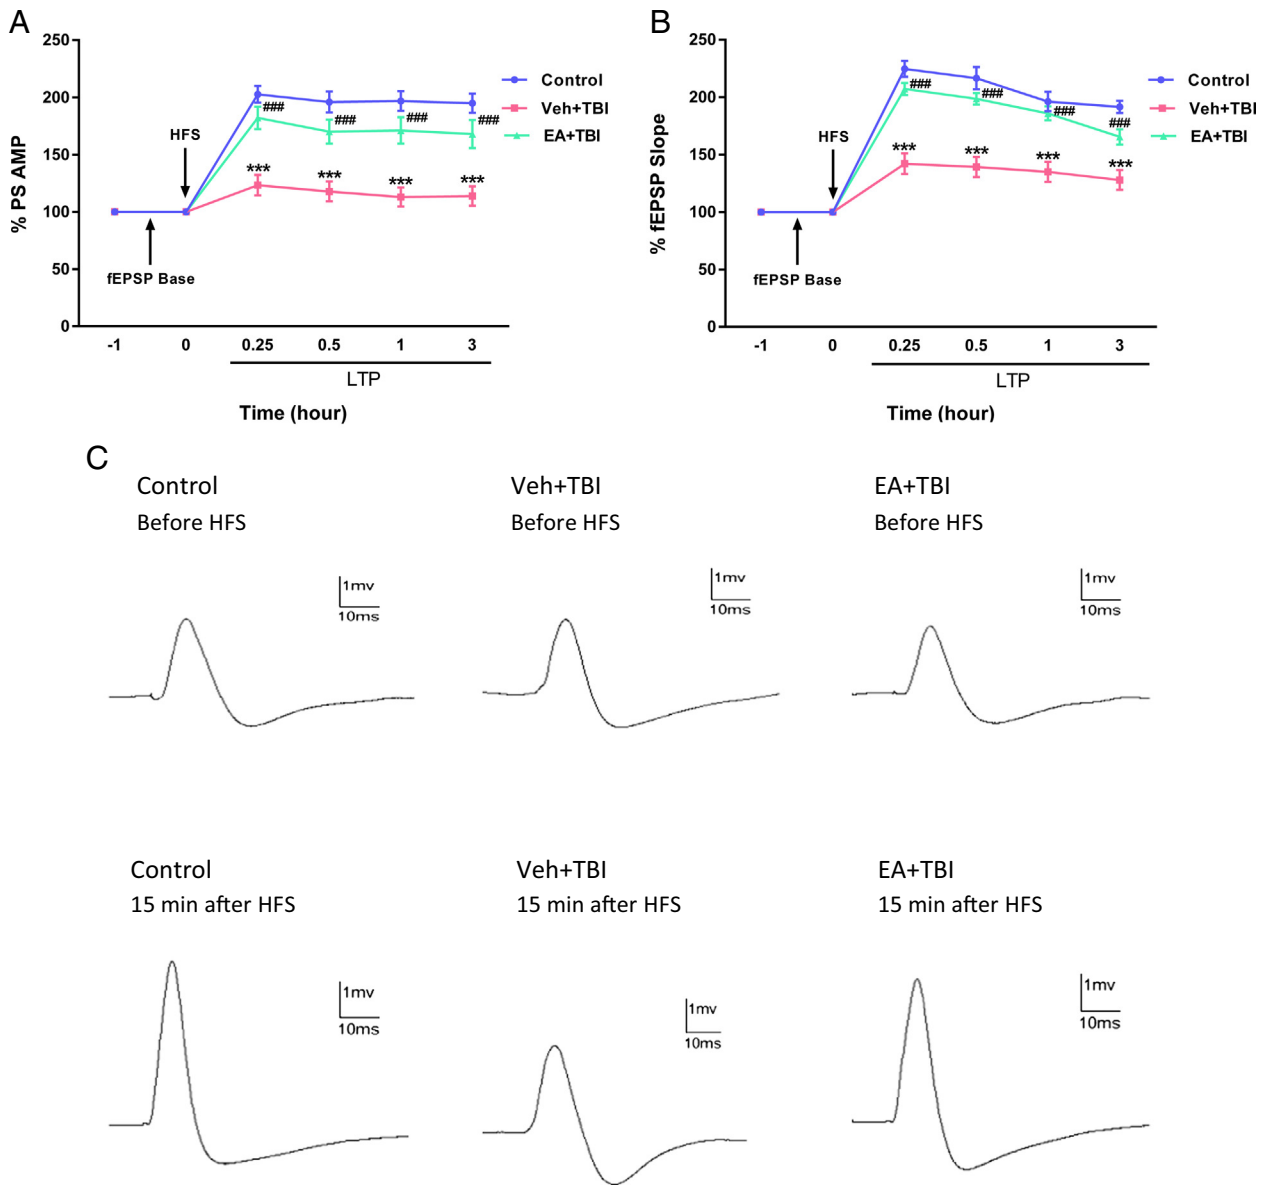 A
B
% PS AMP
250
200
150
100
50
0
HFS
fEPSP Base
###
###
###
###
***
***
***
***
Control
Veh+TBI
EA+TBI
-1 0 0.25 0.5 1 3
LTP
Time (hour)
% fEPSP Slope
250
200
150
100
50
0
HFS
fEPSP Base
###
###
###
###
***
***
***
***
Control
Veh+TBI
EA+TBI
-1 0 0.25 0.5 1 3
LTP
Time (hour)
C
Control
Before HFS
1mv
10ms
Veh+TBI
Before HFS
1mv
10ms
EA+TBI
Before HFS
1mv
10ms
Control
15 min after HFS
1mv
10ms
Veh+TBI
15 min after HFS
1mv
10ms
EA+TBI
15 min after HFS
1mv
10ms